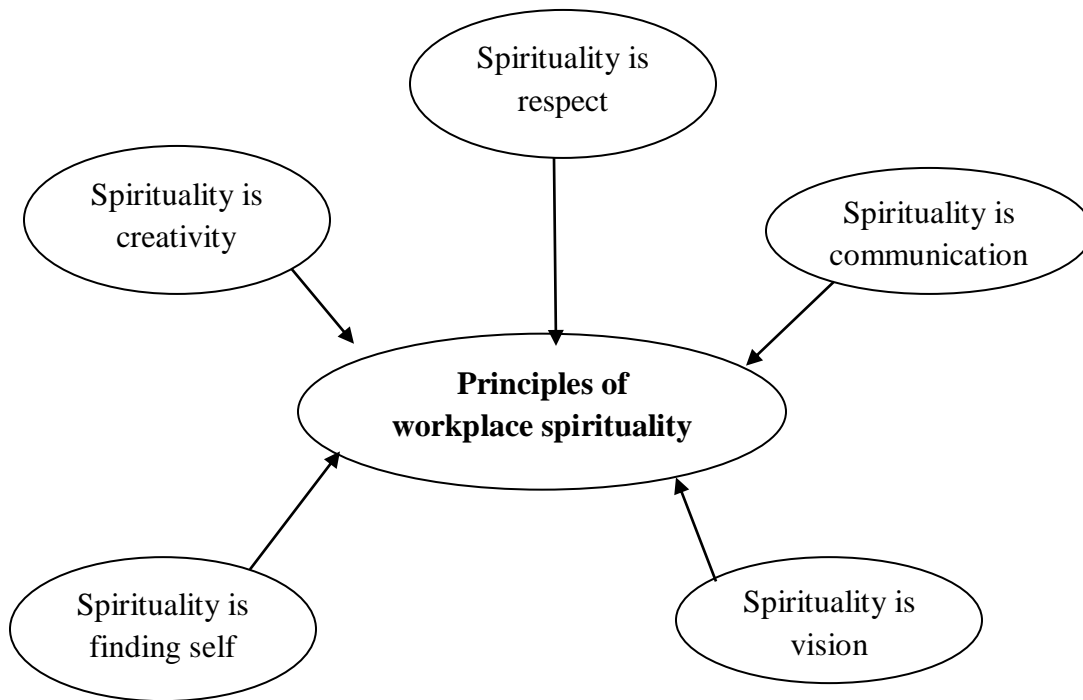 Spirituality is
respect
Spirituality is
creativity
Spirituality is
communication
Principles of
workplace spirituality
Spirituality is
finding self
Spirituality is
vision